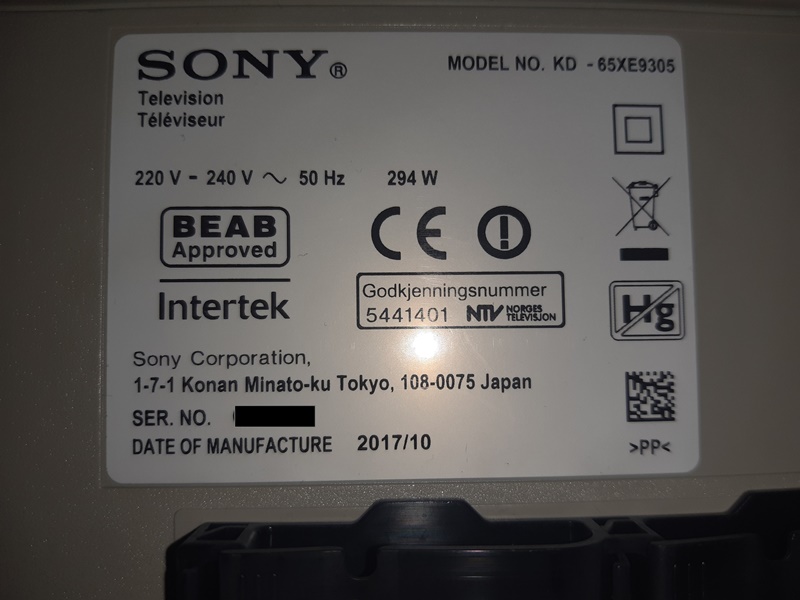 SONY®
MODEL NO. KD - 65XE9305
Television
Téléviseur
220 V - 240 V ~ 50 Hz 294 W
BEAB
Approved
CE
Intertek
Godkjenningsnummer
5441401 NTV NORGES TELEVISJON
Hg
Sony Corporation,
1-7-1 Konan Minato-ku Tokyo, 108-0075 Japan
SER. NO.
DATE OF MANUFACTURE 2017/10
>PP<